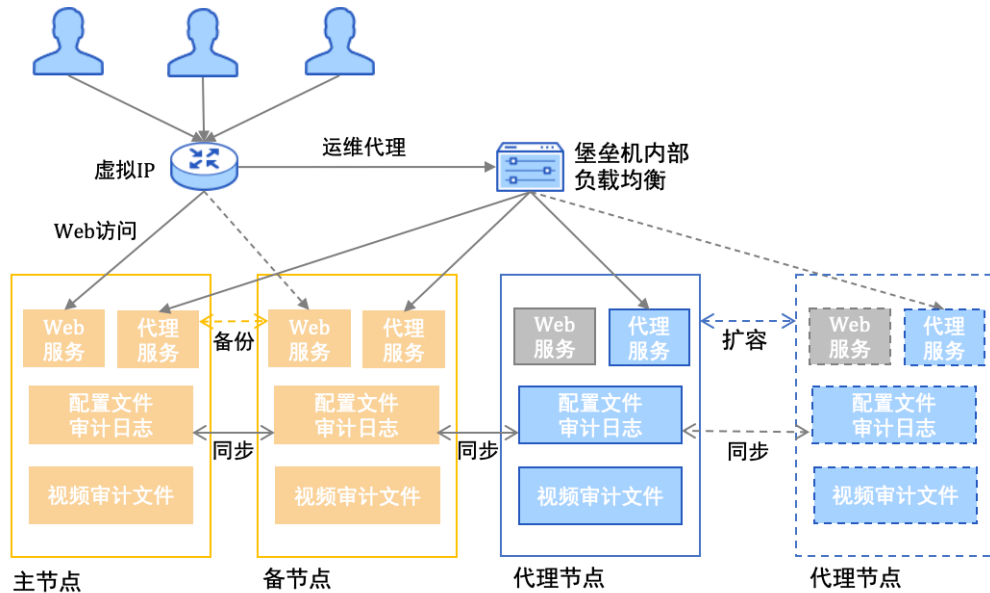 运维代理
虚拟IP
堡垒机内部
负载均衡
Web访问
Web
服务
代理
服务
备份
Web
服务
代理
服务
Web
服务
代理
服务
扩容
Web
服务
代理
服务
配置文件
审计日志
同步
配置文件
审计日志
同步
配置文件
审计日志
同步
配置文件
审计日志
视频审计文件
视频审计文件
视频审计文件
视频审计文件
主节点
备节点
代理节点
代理节点